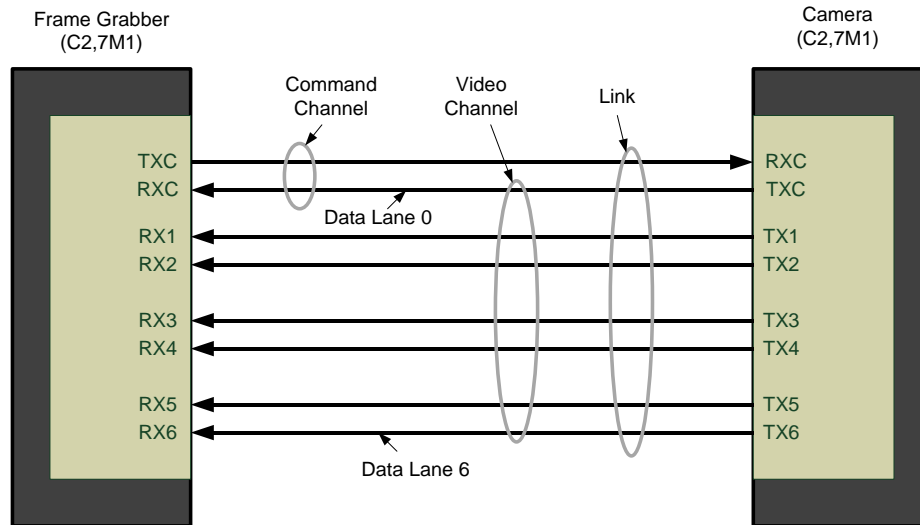 Frame Grabber
(C2,7M1)
Camera
(C2,7M1)
Command
Channel
Video
Channel
Link
TXC
RXC
RXC
TXC
Data Lane 0
RX1
TX1
RX2
TX2
RX3
TX3
RX4
TX4
RX5
TX5
RX6
TX6
Data Lane 6